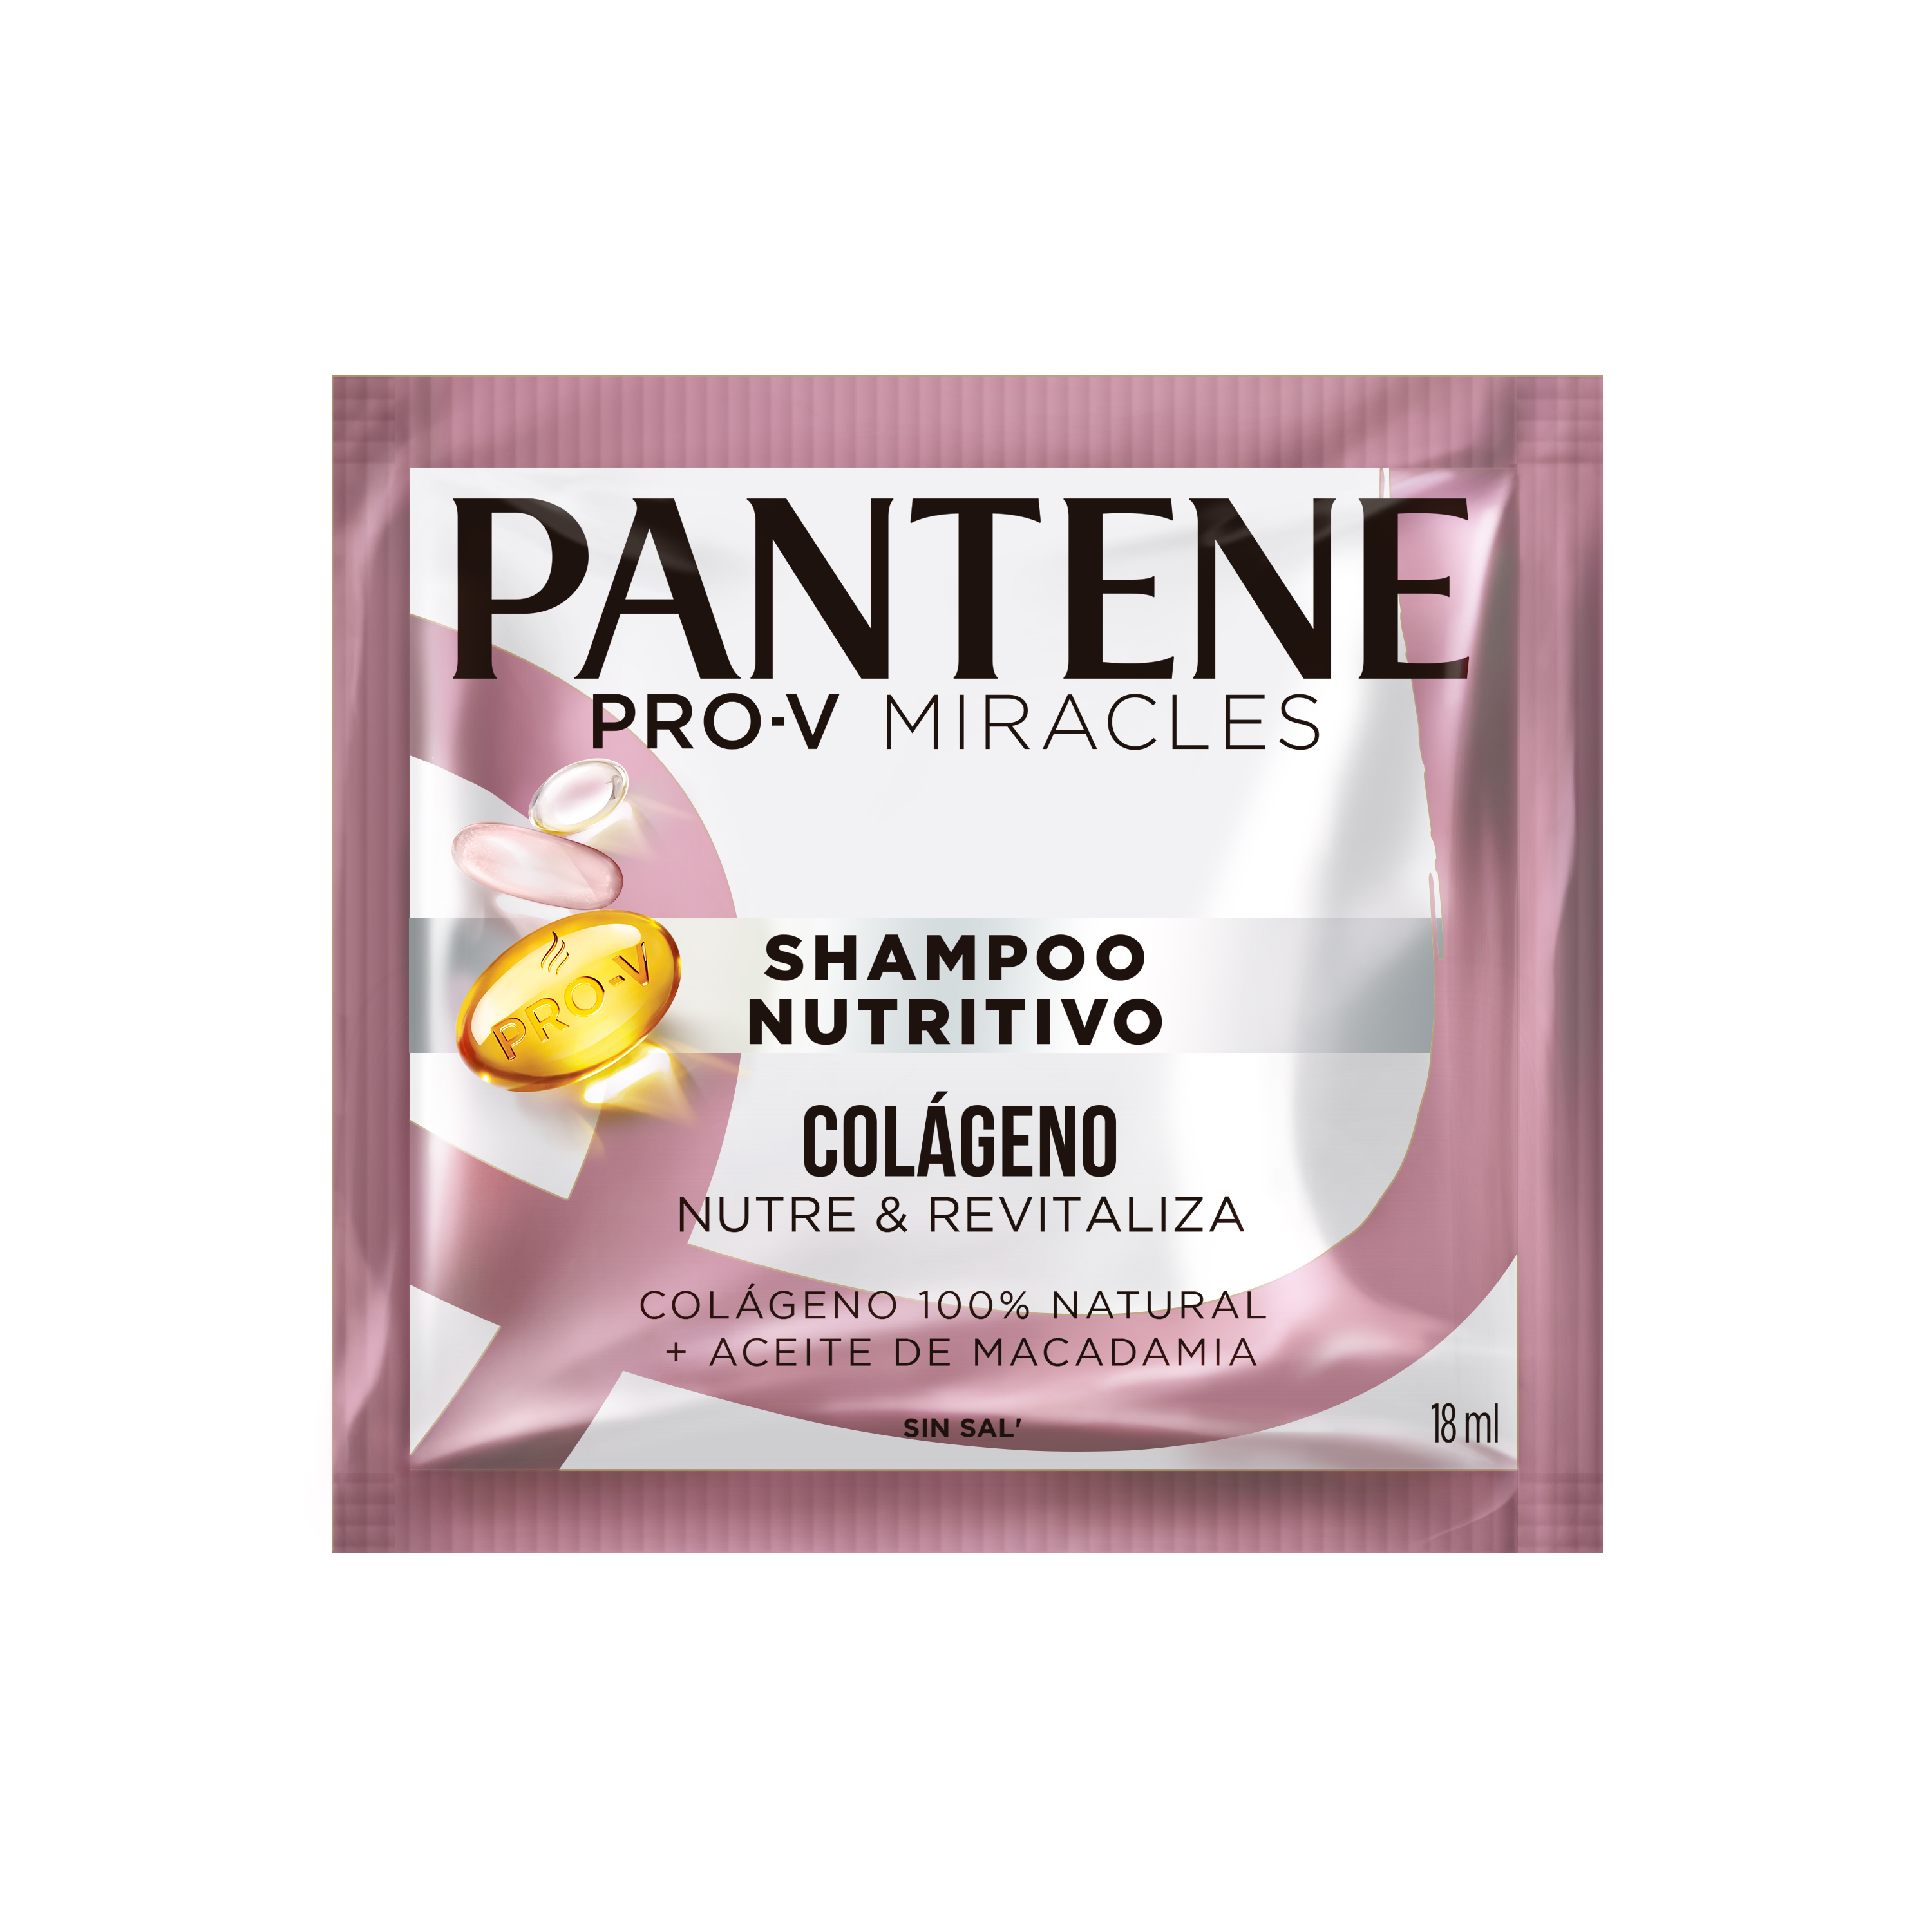 PANTENE
PRO-V MIRACLES
PRO-V
SHAMPOO
NUTRITIVO
COLÁGENO
NUTRE & REVITALIZA
COLÁGENO 100% NATURAL
+ ACEITE DE MACADAMIA
SIN SAL'
18 ml